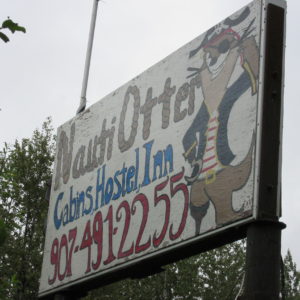 Nauti Otter
Cabins, Hostel, Inn
907-491-2255